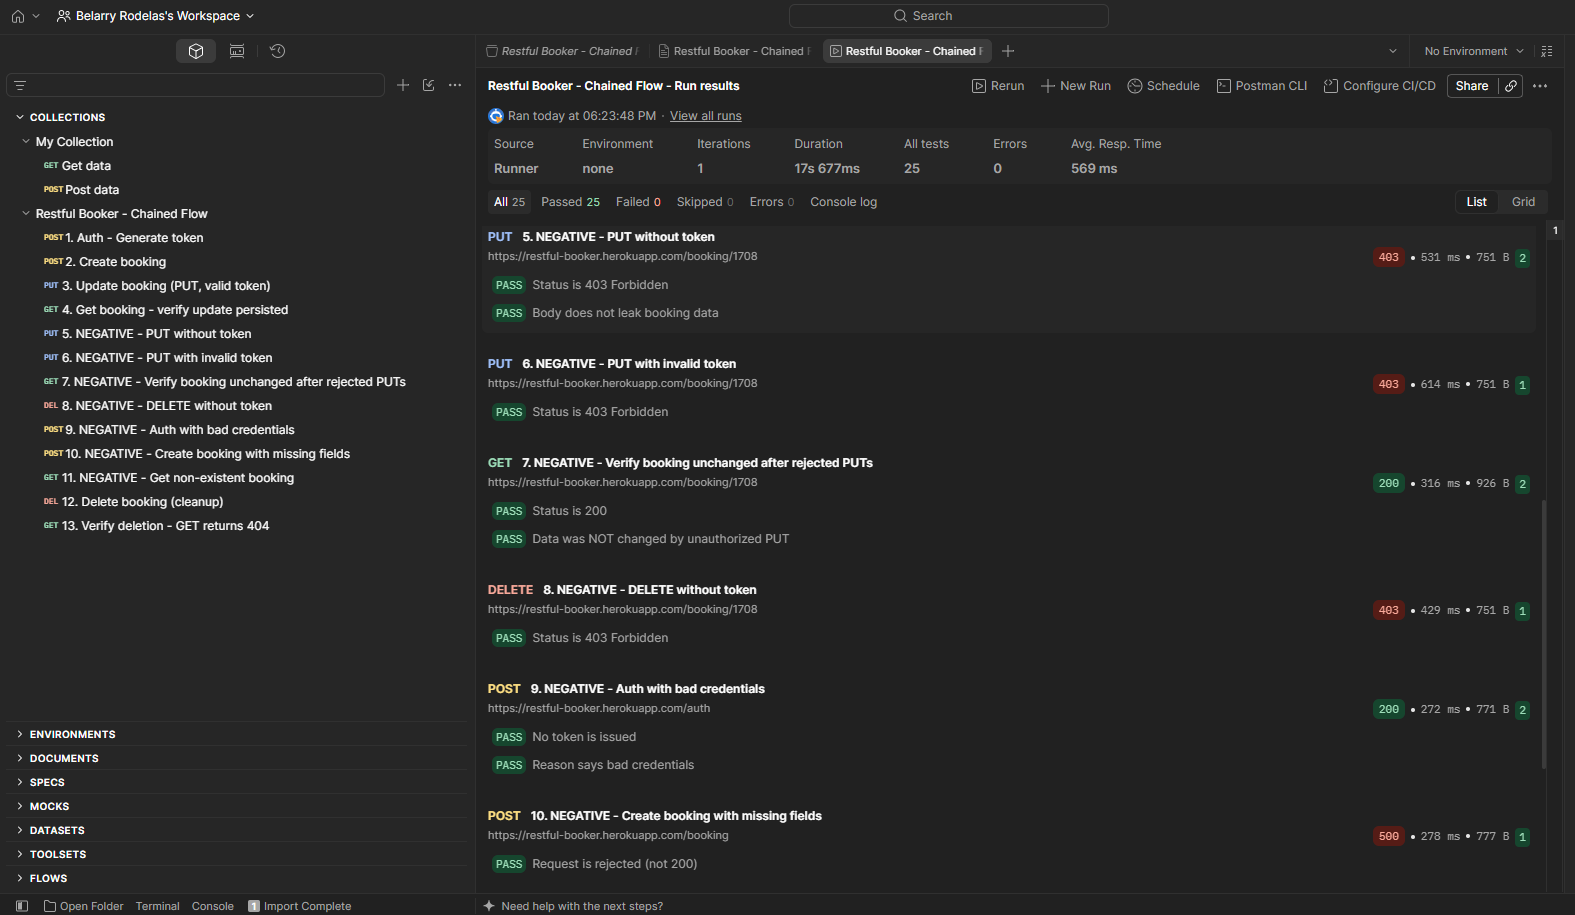 Belarry Rodelas's Workspace
Search
Restful Booker - Chained F
Restful Booker - Chained F
Restful Booker - Chained F
No Environment
COLLECTIONS
My Collection
GET Get data
POST Post data
Restful Booker - Chained Flow
POST 1. Auth - Generate token
POST 2. Create booking
PUT 3. Update booking (PUT, valid token)
GET 4. Get booking - verify update persisted
PUT 5. NEGATIVE - PUT without token
PUT 6. NEGATIVE - PUT with invalid token
GET 7. NEGATIVE - Verify booking unchanged after rejected PUTs
DEL 8. NEGATIVE - DELETE without token
POST 9. NEGATIVE - Auth with bad credentials
POST 10. NEGATIVE - Create booking with missing fields
GET 11. NEGATIVE - Get non-existent booking
DEL 12. Delete booking (cleanup)
GET 13. Verify deletion - GET returns 404
ENVIRONMENTS
DOCUMENTS
SPECS
MOCKS
DATASETS
TOOLSETS
FLOWS
Restful Booker - Chained Flow - Run results
Rerun
New Run
Schedule
Postman CLI
Configure CI/CD
Share
Ran today at 06:23:48 PM · View all runs
Source Environment Iterations Duration All tests Errors Avg. Resp. Time
Runner none 1 17s 677ms 25 0 569 ms
All 25 Passed 25 Failed 0 Skipped 0 Errors 0 Console log
List Grid
1
PUT 5. NEGATIVE - PUT without token
https://restful-booker.herokuapp.com/booking/1708
403 • 531 ms • 751 B 2
PASS Status is 403 Forbidden
PASS Body does not leak booking data
PUT 6. NEGATIVE - PUT with invalid token
https://restful-booker.herokuapp.com/booking/1708
403 • 614 ms • 751 B 1
PASS Status is 403 Forbidden
GET 7. NEGATIVE - Verify booking unchanged after rejected PUTs
https://restful-booker.herokuapp.com/booking/1708
200 • 316 ms • 926 B 2
PASS Status is 200
PASS Data was NOT changed by unauthorized PUT
DELETE 8. NEGATIVE - DELETE without token
https://restful-booker.herokuapp.com/booking/1708
403 • 429 ms • 751 B 1
PASS Status is 403 Forbidden
POST 9. NEGATIVE - Auth with bad credentials
https://restful-booker.herokuapp.com/auth
200 • 272 ms • 771 B 2
PASS No token is issued
PASS Reason says bad credentials
POST 10. NEGATIVE - Create booking with missing fields
https://restful-booker.herokuapp.com/booking
500 • 278 ms • 777 B 1
PASS Request is rejected (not 200)
Open Folder Terminal Console 1 Import Complete
Need help with the next steps?